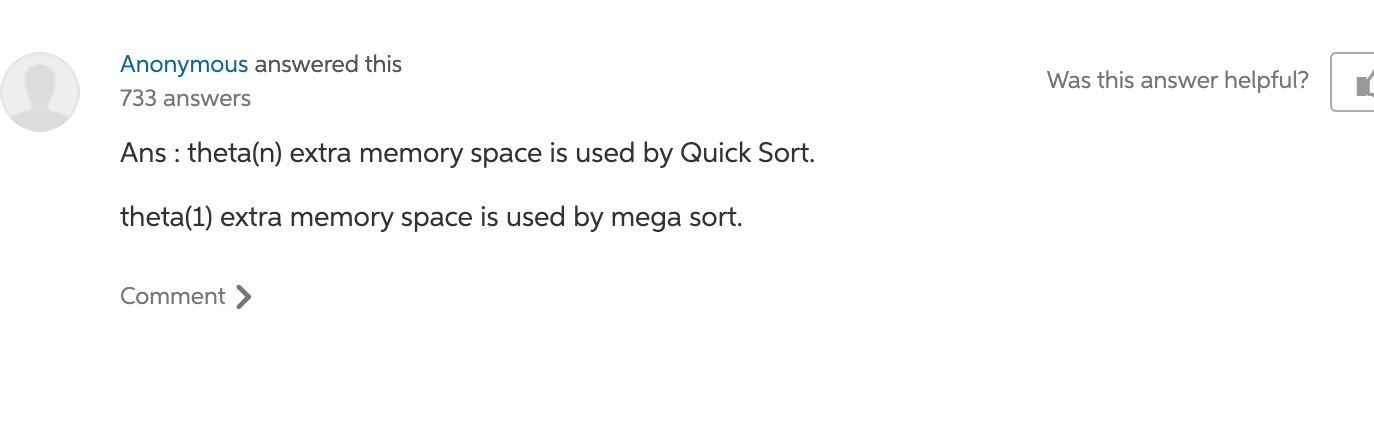 Anonymous answered this
Was this answer helpful?
733 answers
Ans : theta(n) extra memory space is used by Quick Sort.
theta(1) extra memory space is used by mega sort.
Comment